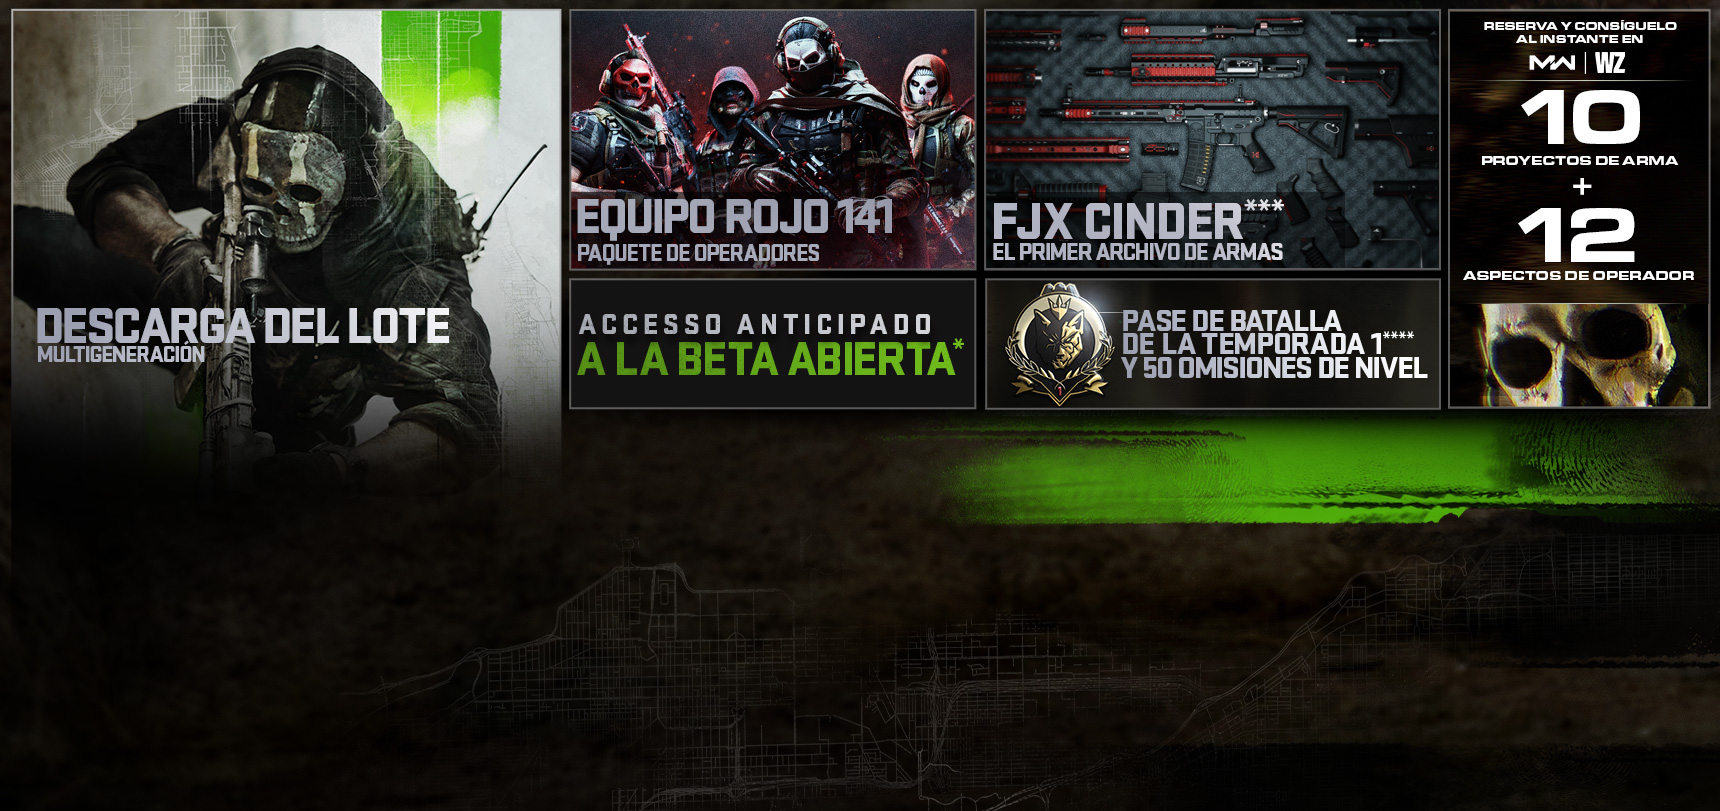 DESCARGA DEL LOTE
MULTIGENERACIÓN
EQUIPO ROJO 141
PAQUETE DE OPERADORES
FJX CINDER***
EL PRIMER ARCHIVO DE ARMAS
ACCESSO ANTICIPADO
A LA BETA ABIERTA*
1
PASE DE BATALLA
DE LA TEMPORADA 1****
Y 50 OMISIONES DE NIVEL
RESERVA Y CONSÍGUELO
AL INSTANTE EN
MW | WZ
10
PROYECTOS DE ARMA
+
12
ASPECTOS DE OPERADOR